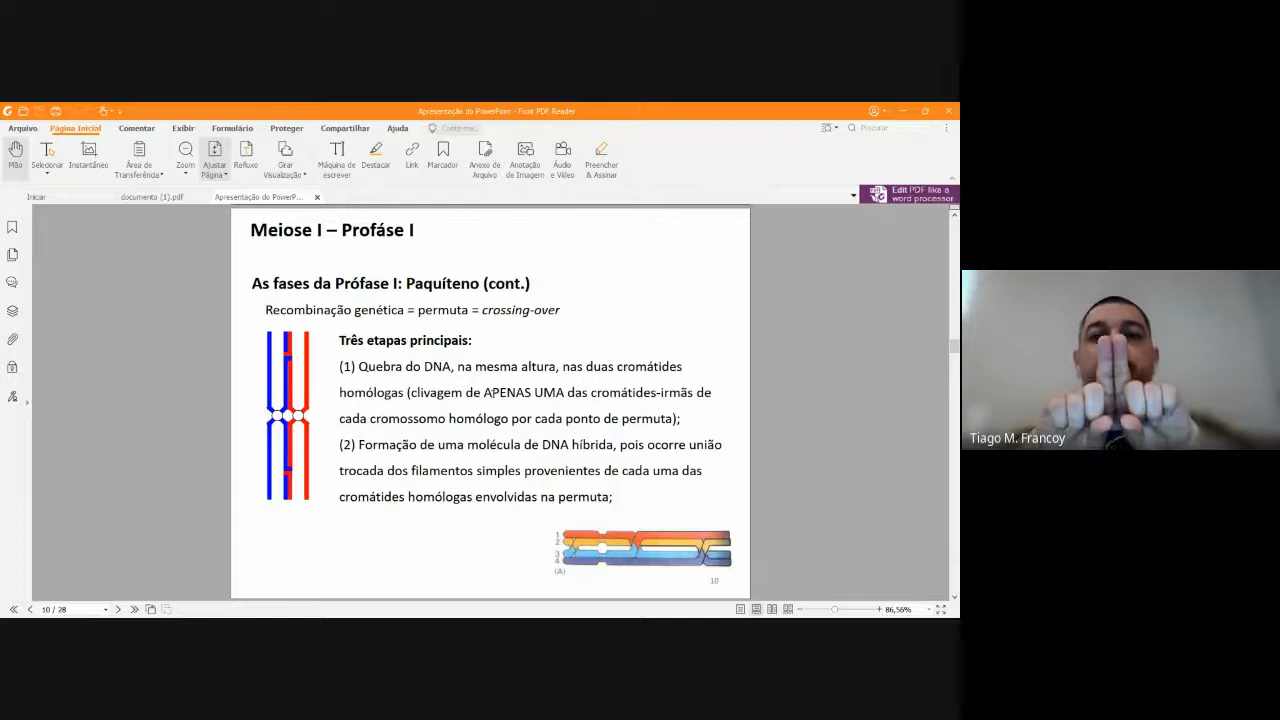 Apresentação do PowerPoint - Foxit PDF Reader
Arquivo Página Inicial Comentar Exibir Formulário Proteger Compartilhar Ajuda Conte-me... Procurar
Mão Selecionar Instantâneo Área de Transferência Zoom Ajustar Página Refluxo Girar Visualização Máquina de escrever Destacar Link Marcador Anexo de Arquivo Anotação de Imagem Áudio e Vídeo Preencher & Assinar
Iniciar documento (1).pdf Apresentação do PowerP...
Edit PDF like a
word processor
Meiose I – Profáse I
As fases da Prófase I: Paquíteno (cont.)
Recombinação genética = permuta = crossing-over
Três etapas principais:
(1) Quebra do DNA, na mesma altura, nas duas cromátides
homólogas (clivagem de APENAS UMA das cromátides-irmãs de
cada cromossomo homólogo por cada ponto de permuta);
(2) Formação de uma molécula de DNA híbrida, pois ocorre união
trocada dos filamentos simples provenientes de cada uma das
cromátides homólogas envolvidas na permuta;
1
2
3
4
(A)
10
10 / 28
86,56%
Tiago M. Francoy